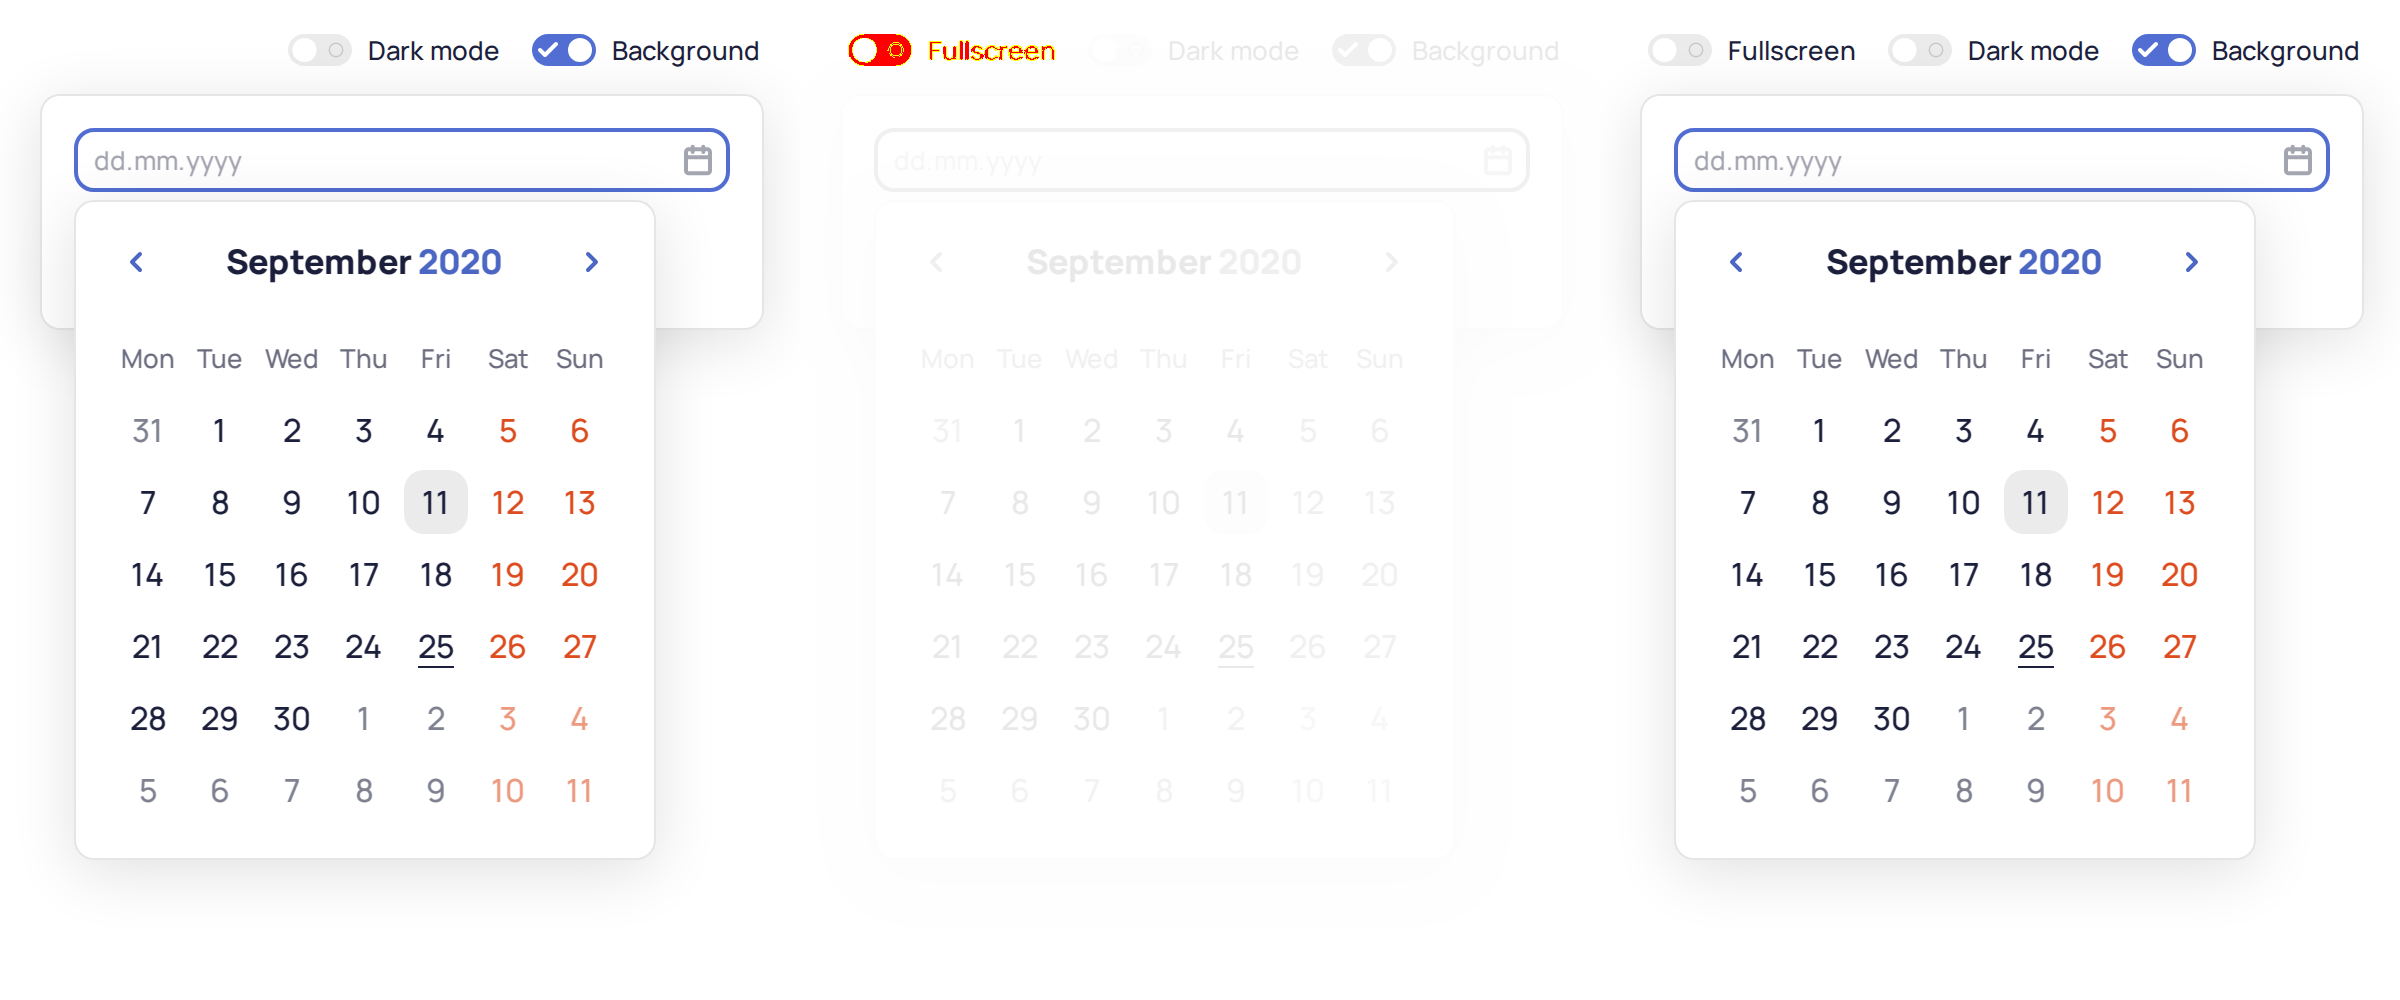 Dark mode Background
dd.mm.yyyy
September 2020
Mon Tue Wed Thu Fri Sat Sun
31 1 2 3 4 5 6
7 8 9 10 11 12 13
14 15 16 17 18 19 20
21 22 23 24 25 26 27
28 29 30 1 2 3 4
5 6 7 8 9 10 11
Fullscreen Dark mode Background
dd.mm.yyyy
September 2020
Mon Tue Wed Thu Fri Sat Sun
31 1 2 3 4 5 6
7 8 9 10 11 12 13
14 15 16 17 18 19 20
21 22 23 24 25 26 27
28 29 30 1 2 3 4
5 6 7 8 9 10 11
Fullscreen Dark mode Background
dd.mm.yyyy
September 2020
Mon Tue Wed Thu Fri Sat Sun
31 1 2 3 4 5 6
7 8 9 10 11 12 13
14 15 16 17 18 19 20
21 22 23 24 25 26 27
28 29 30 1 2 3 4
5 6 7 8 9 10 11